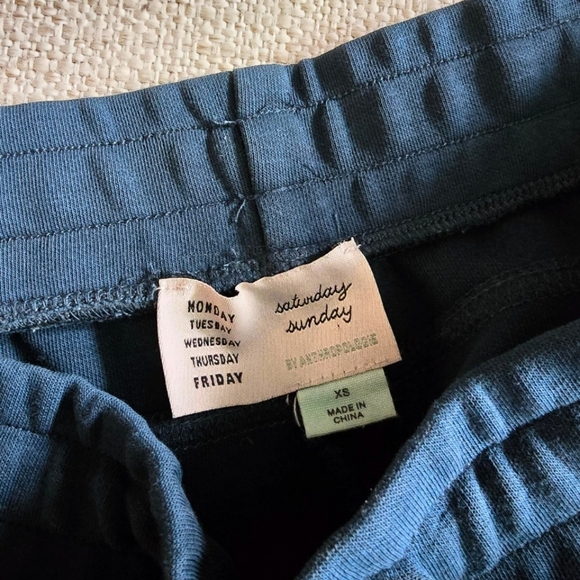 MONDAY
TUESDAY
WEDNESDAY
THURSDAY
FRIDAY
saturday
sunday
BY ANTHROPOLOGIE
XS
MADE IN
CHINA